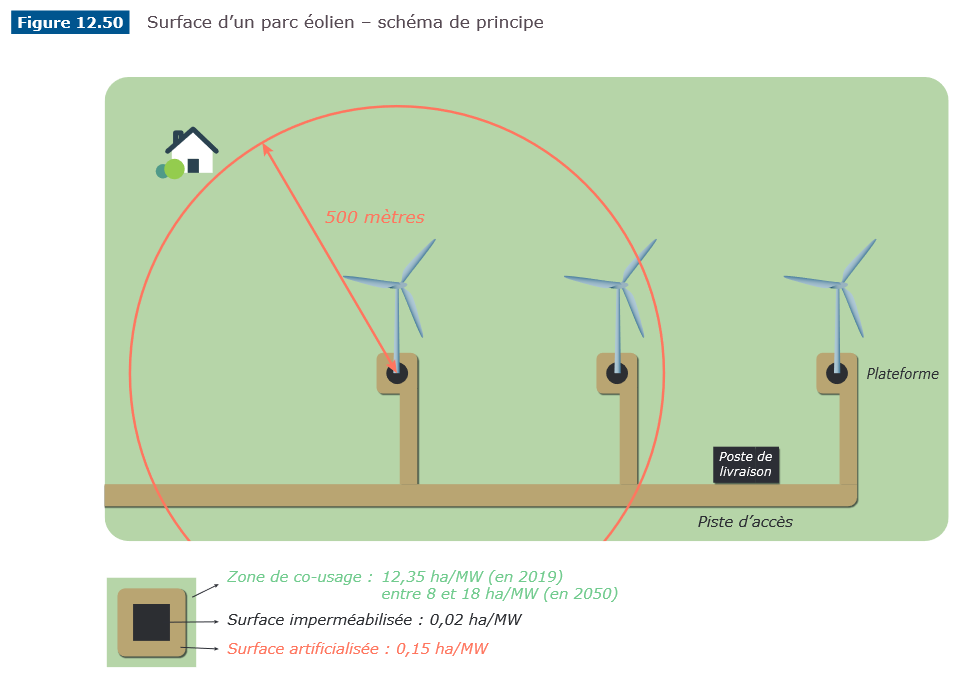 Figure 12.50 Surface d’un parc éolien – schéma de principe
500 mètres
Plateforme
Poste de
livraison
Piste d’accès
Zone de co-usage : 12,35 ha/MW (en 2019)
entre 8 et 18 ha/MW (en 2050)
Surface imperméabilisée : 0,02 ha/MW
Surface artificialisée : 0,15 ha/MW